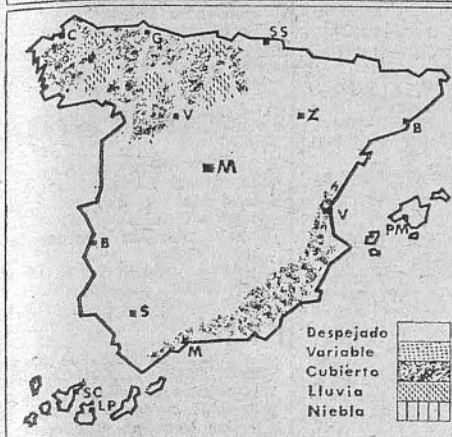 C
G
SS
V
Z
B
M
V
PM
B
S
M
SC
LP
Despejado
Variable
Cubierto
Lluvia
Niebla